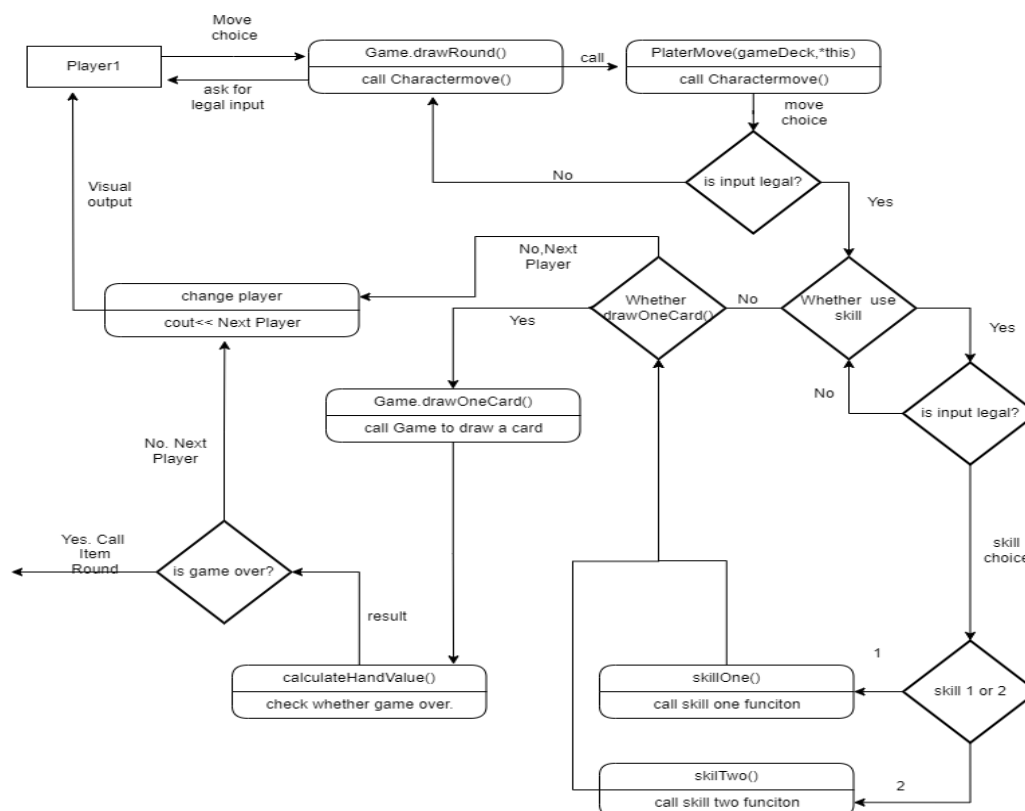 Move
choice
Player1
Game.drawRound()
call Charactermove()
call
PlaterMove(gameDeck,*this)
call Charactermove()
ask for
legal input
move
choice
is input legal?
No
Yes
Visual
output
No,Next
Player
change player
cout<< Next Player
Whether
drawOneCard()
No
Whether use
skill
Yes
Yes
No
is input legal?
Game.drawOneCard()
call Game to draw a card
No. Next
Player
Yes. Call
Item
Round
is game over?
result
skill
choice
calculateHandValue()
check whether game over.
skillOne()
call skill one funciton
1
skill 1 or 2
skilTwo()
call skill two funciton
2